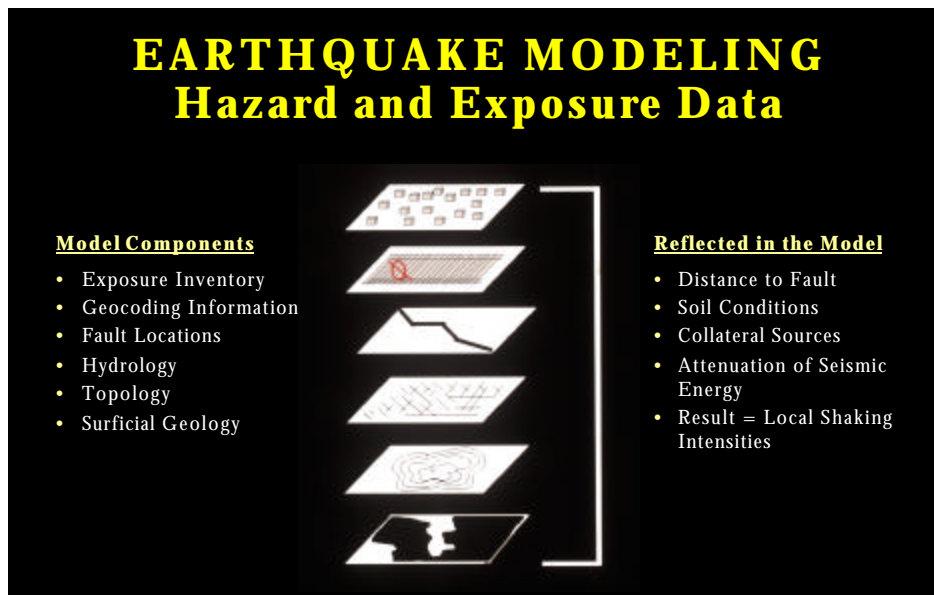 EARTHQUAKE MODELING
Hazard and Exposure Data
Model Components
• Exposure Inventory
• Geocoding Information
• Fault Locations
• Hydrology
• Topology
• Surficial Geology
Reflected in the Model
• Distance to Fault
• Soil Conditions
• Collateral Sources
• Attenuation of Seismic
Energy
• Result = Local Shaking
Intensities